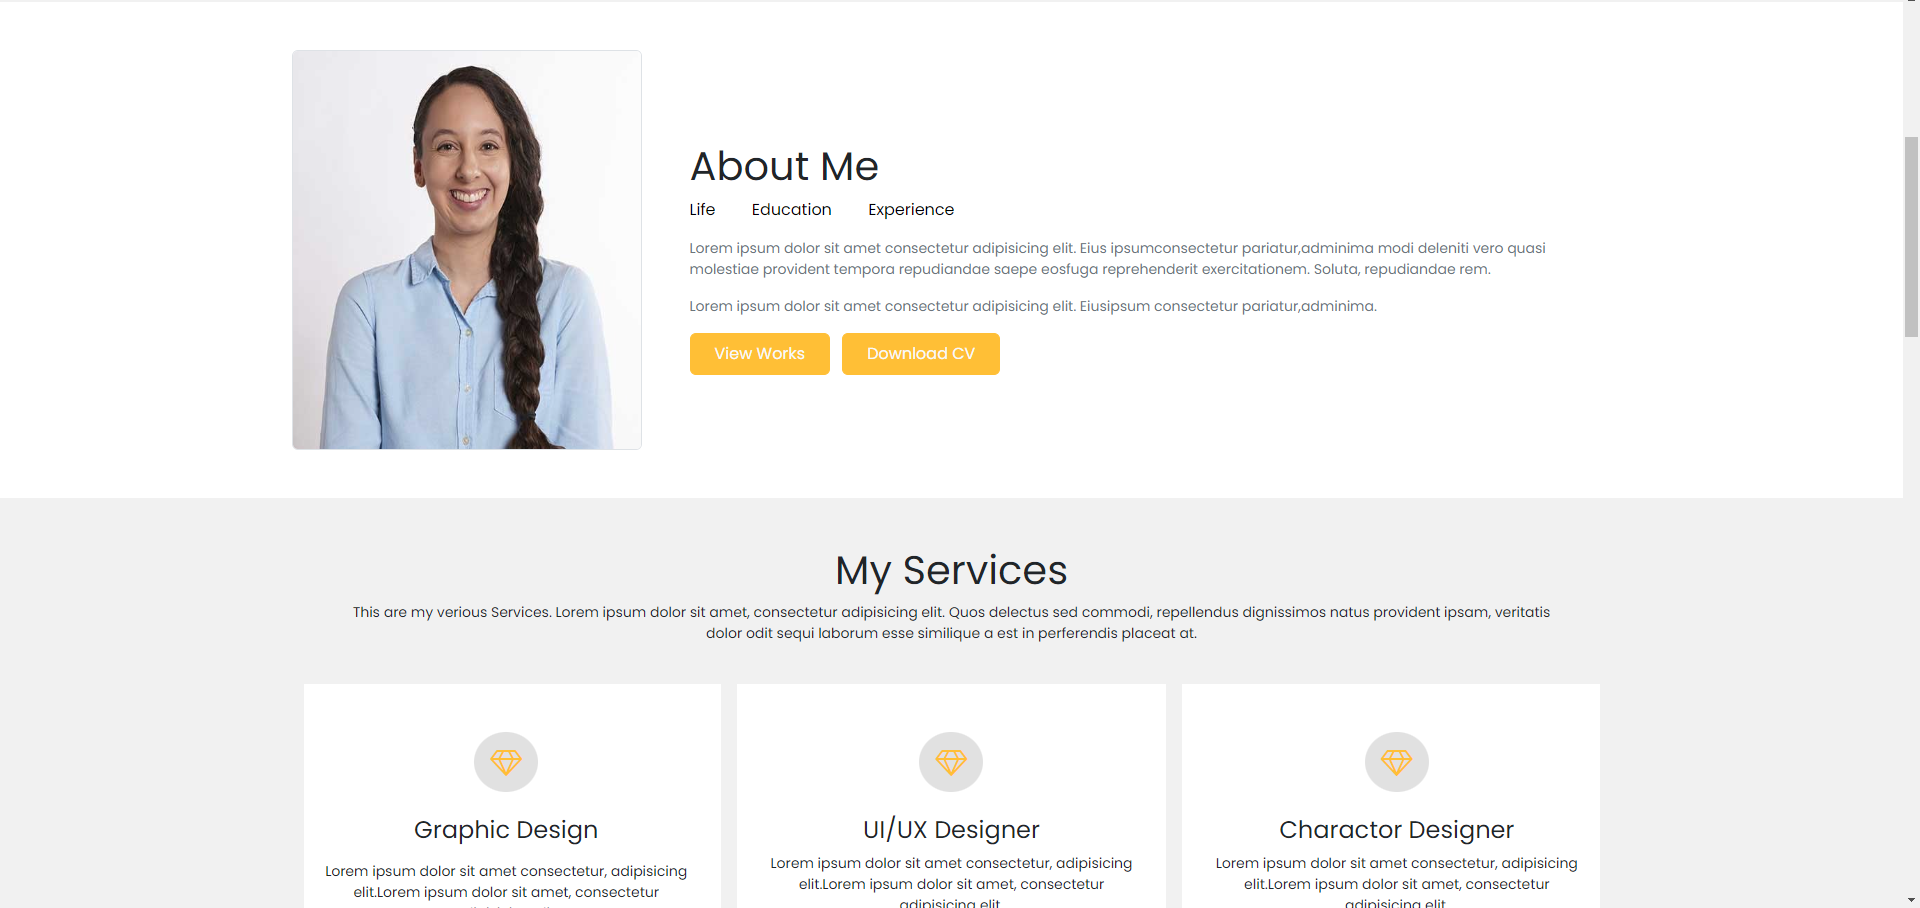 About Me
Life Education Experience
Lorem ipsum dolor sit amet consectetur adipisicing elit. Eius ipsumconsectetur pariatur,adminima modi deleniti vero quasi
molestiae provident tempora repudiandae saepe eosfuga reprehenderit exercitationem. Soluta, repudiandae rem.
Lorem ipsum dolor sit amet consectetur adipisicing elit. Eiusipsum consectetur pariatur,adminima.
View Works Download CV
My Services
This are my verious Services. Lorem ipsum dolor sit amet, consectetur adipisicing elit. Quos delectus sed commodi, repellendus dignissimos natus provident ipsam, veritatis
dolor odit sequi laborum esse similique a est in perferendis placeat at.
Graphic Design
Lorem ipsum dolor sit amet consectetur, adipisicing
elit.Lorem ipsum dolor sit amet, consectetur
UI/UX Designer
Lorem ipsum dolor sit amet consectetur, adipisicing
elit.Lorem ipsum dolor sit amet, consectetur
adipisicing elit
Charactor Designer
Lorem ipsum dolor sit amet consectetur, adipisicing
elit.Lorem ipsum dolor sit amet, consectetur
adipisicing elit